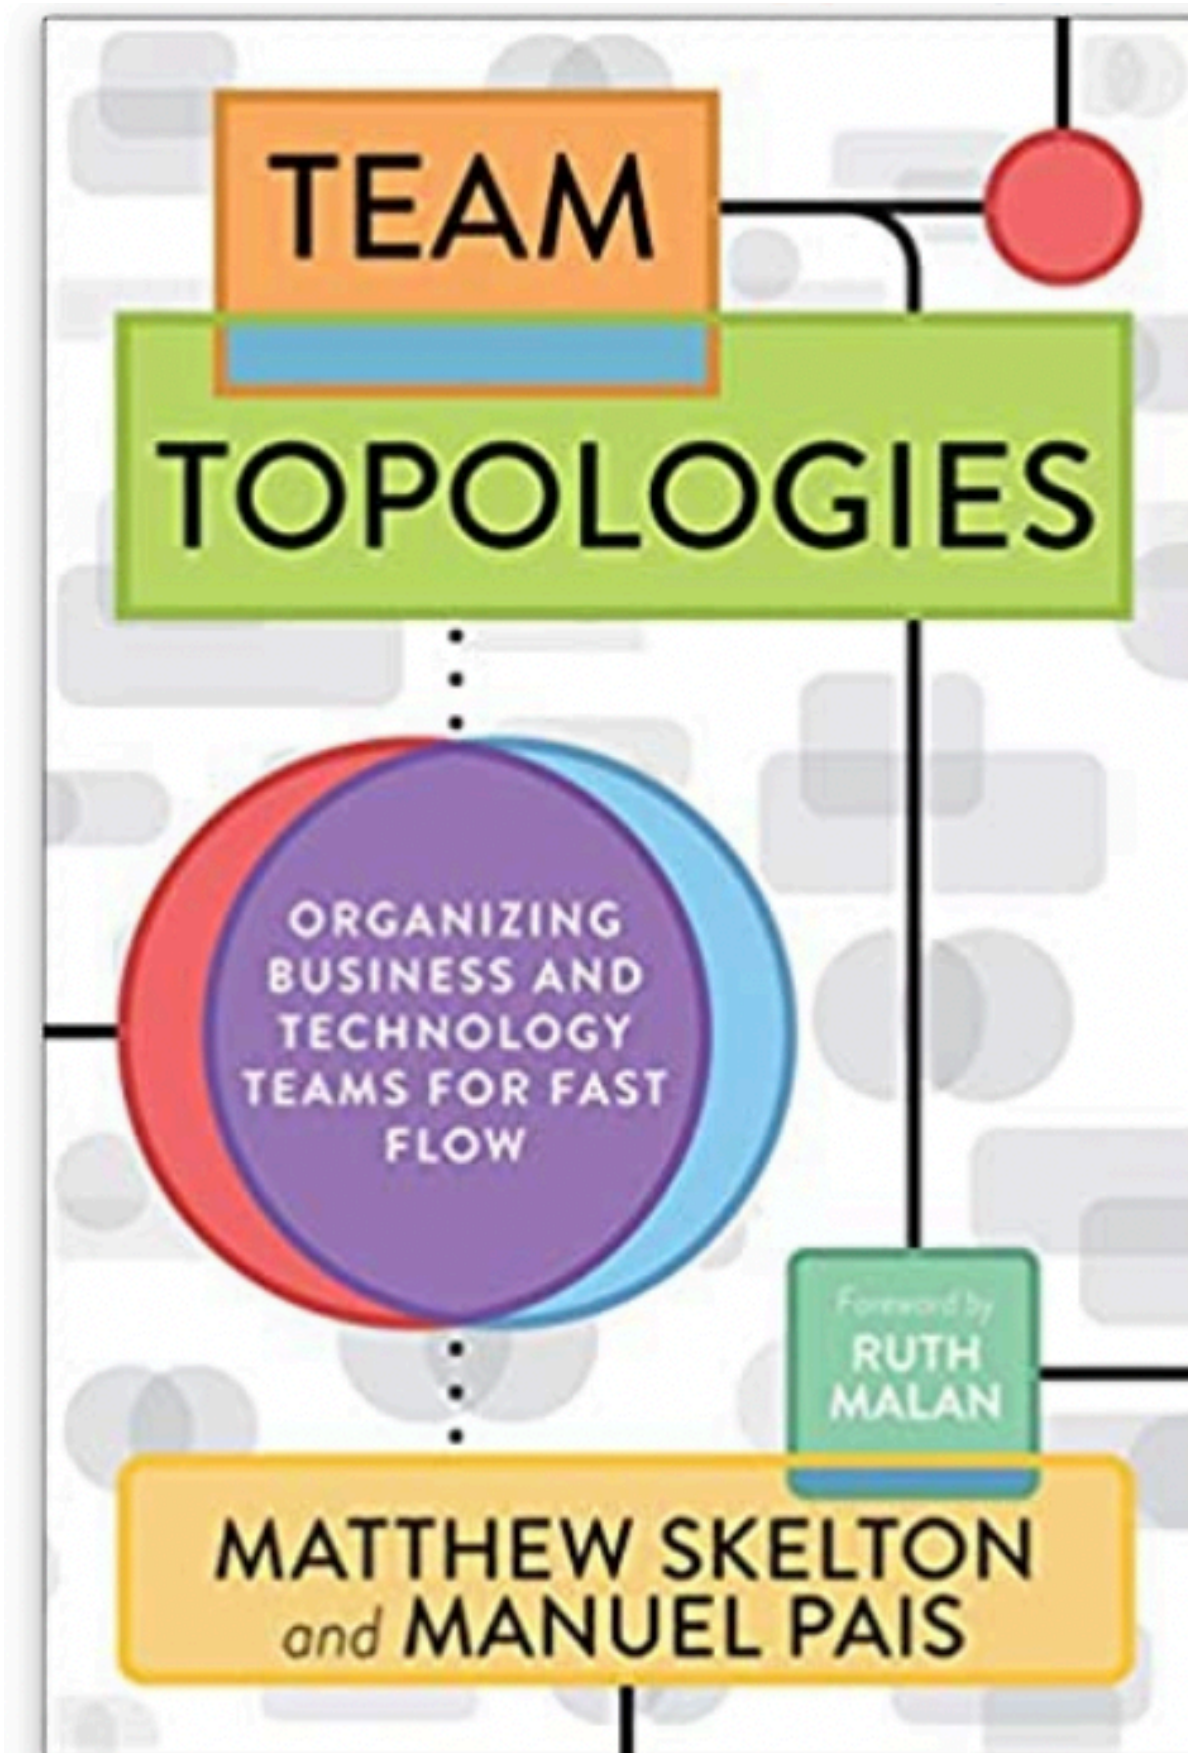 TEAM
TOPOLOGIES
ORGANIZING
BUSINESS AND
TECHNOLOGY
TEAMS FOR FAST
FLOW
Foreword by
RUTH
MALAN
MATTHEW SKELTON
and MANUEL PAIS